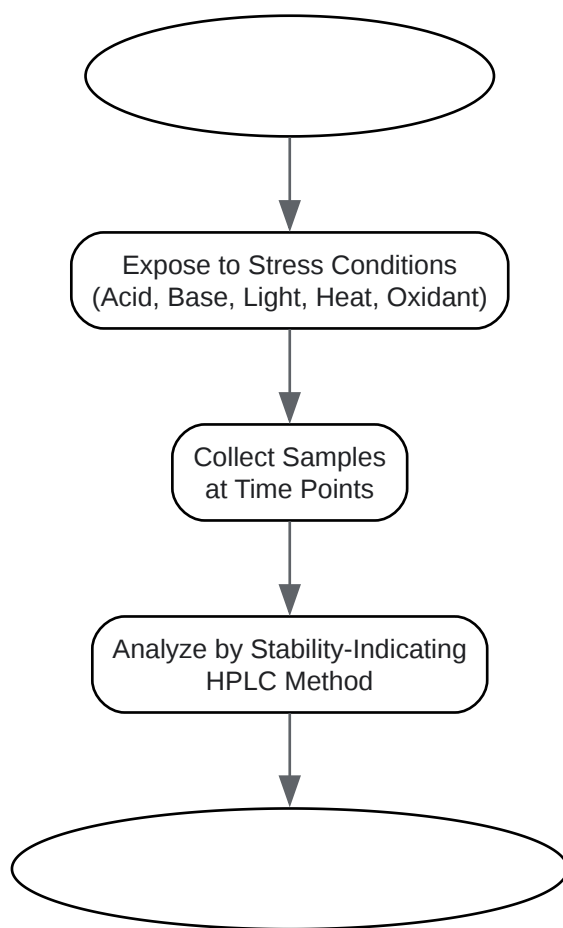 Expose to Stress Conditions
(Acid, Base, Light, Heat, Oxidant)
Collect Samples
at Time Points
Analyze by Stability-Indicating
HPLC Method